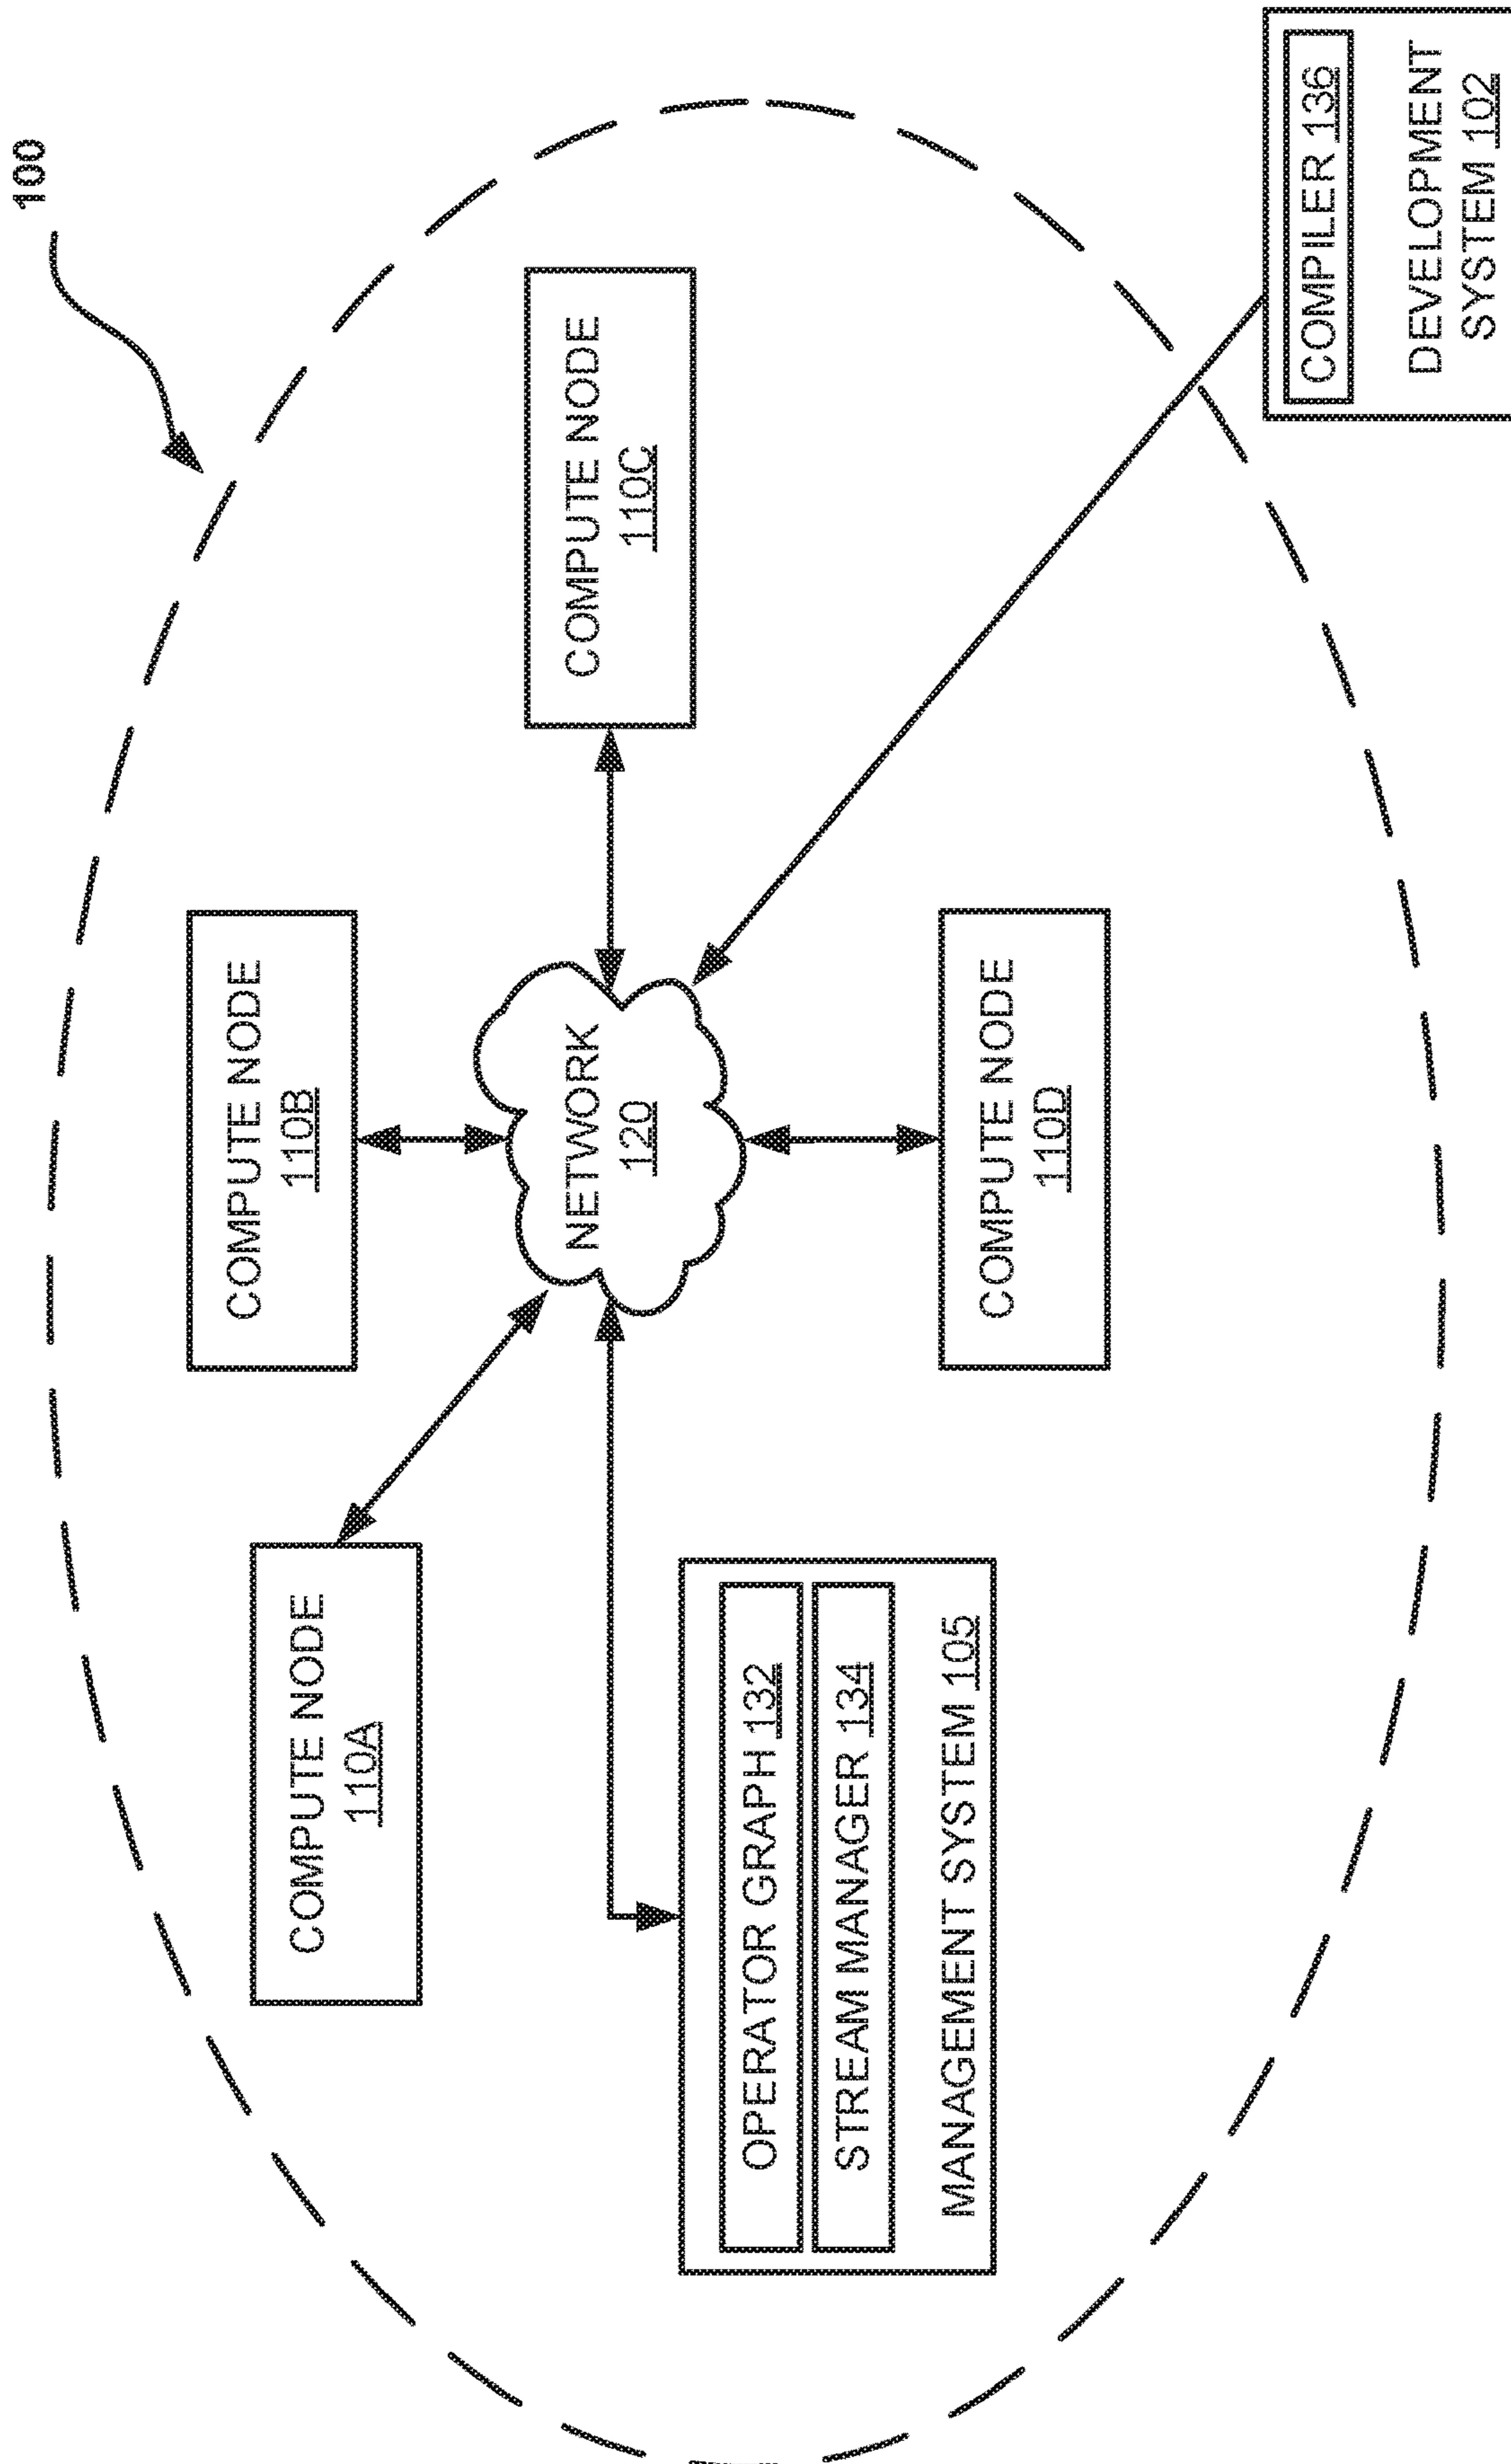 100
COMPUTE NODE
110B
COMPUTE NODE
110A
COMPUTE NODE
110C
NETWORK
120
OPERATOR GRAPH 132
STREAM MANAGER 134
MANAGEMENT SYSTEM 105
COMPUTE NODE
110D
COMPILER 136
DEVELOPMENT
SYSTEM 102